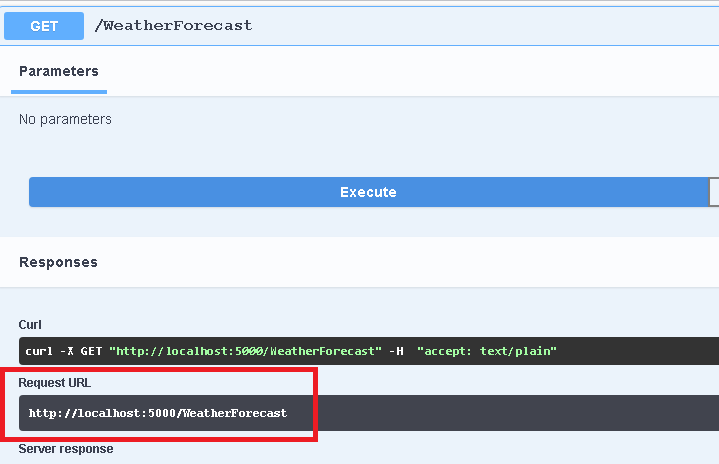 GET /WeatherForecast
Parameters
No parameters
Execute
Responses
Curl
curl -X GET "http://localhost:5000/WeatherForecast" -H  "accept: text/plain"
Request URL
http://localhost:5000/WeatherForecast
Server response